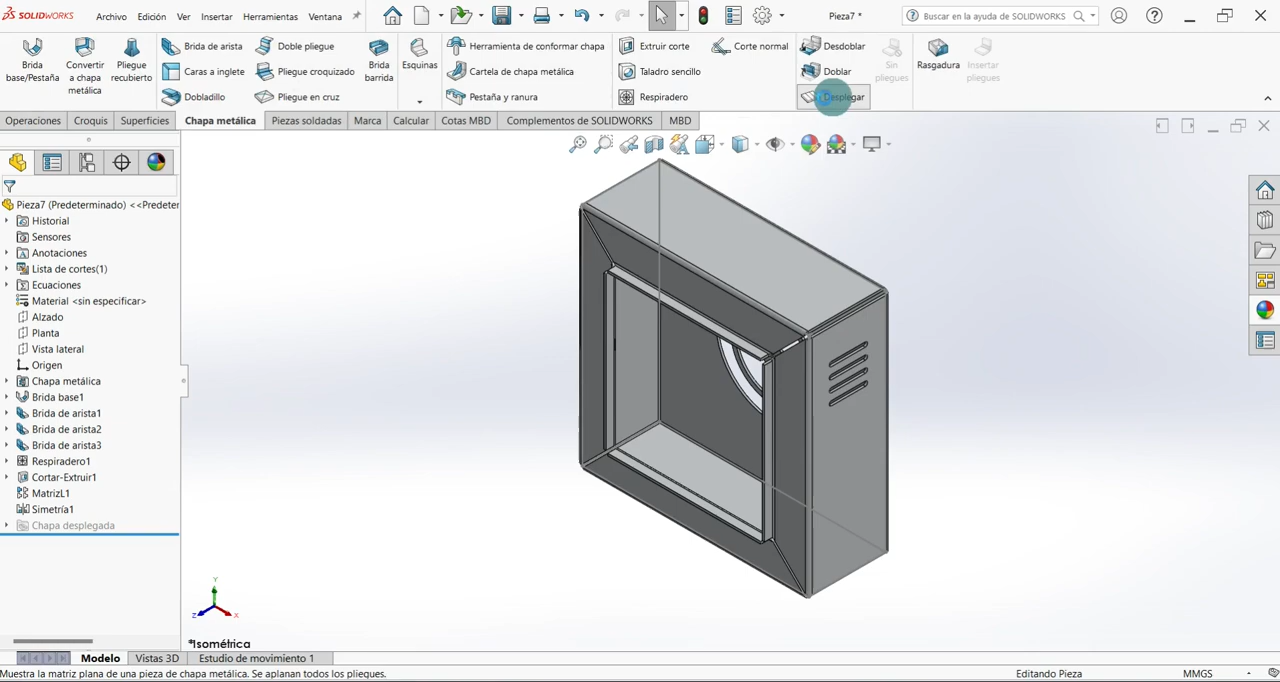 SOLIDWORKS
Archivo Edición Ver Insertar Herramientas Ventana
Pieza7 *
Buscar en la ayuda de SOLIDWORKS
Brida base/Pestaña
Convertir a chapa metálica
Pliegue recubierto
Brida de arista
Caras a inglete
Dobladillo
Doble pliegue
Pliegue croquizado
Pliegue en cruz
Brida barrida
Esquinas
Herramienta de conformar chapa
Cartela de chapa metálica
Pestaña y ranura
Extruir corte
Taladro sencillo
Respiradero
Corte normal
Desdoblar
Doblar
Desplegar
Sin pliegues
Rasgadura
Insertar pliegues
Operaciones Croquis Superficies Chapa metálica Piezas soldadas Marca Calcular Cotas MBD Complementos de SOLIDWORKS MBD
Pieza7 (Predeterminado) <<Predeter
Historial
Sensores
Anotaciones
Lista de cortes(1)
Ecuaciones
Material <sin especificar>
Alzado
Planta
Vista lateral
Origen
Chapa metálica
Brida base1
Brida de arista1
Brida de arista2
Brida de arista3
Respiradero1
Cortar-Extruir1
MatrizL1
Simetría1
Chapa desplegada
Y
Z
X
*Isométrica
Modelo Vistas 3D Estudio de movimiento 1
Muestra la matriz plana de una pieza de chapa metálica. Se aplanan todos los pliegues.
Editando Pieza
MMGS